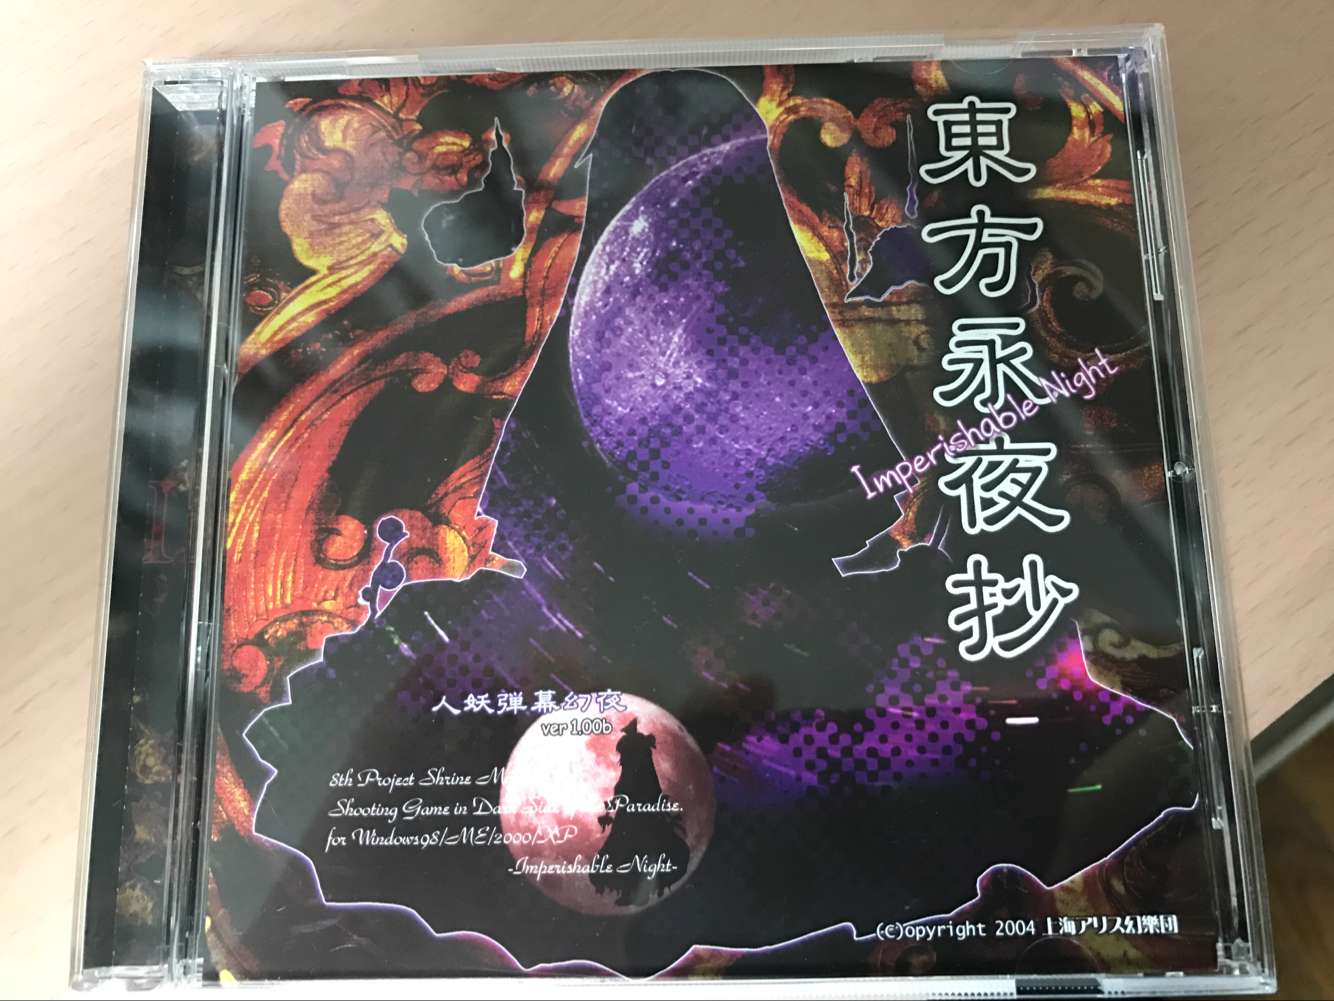 東方永夜抄
Imperishable Night
人妖弾幕幻夜
ver 1.00b
8th Project Shrine
Shooting Game in Paradise.
for Windows98/ME/2000/XP
-Imperishable Night-
(C)opyright 2004 上海アリス幻樂団